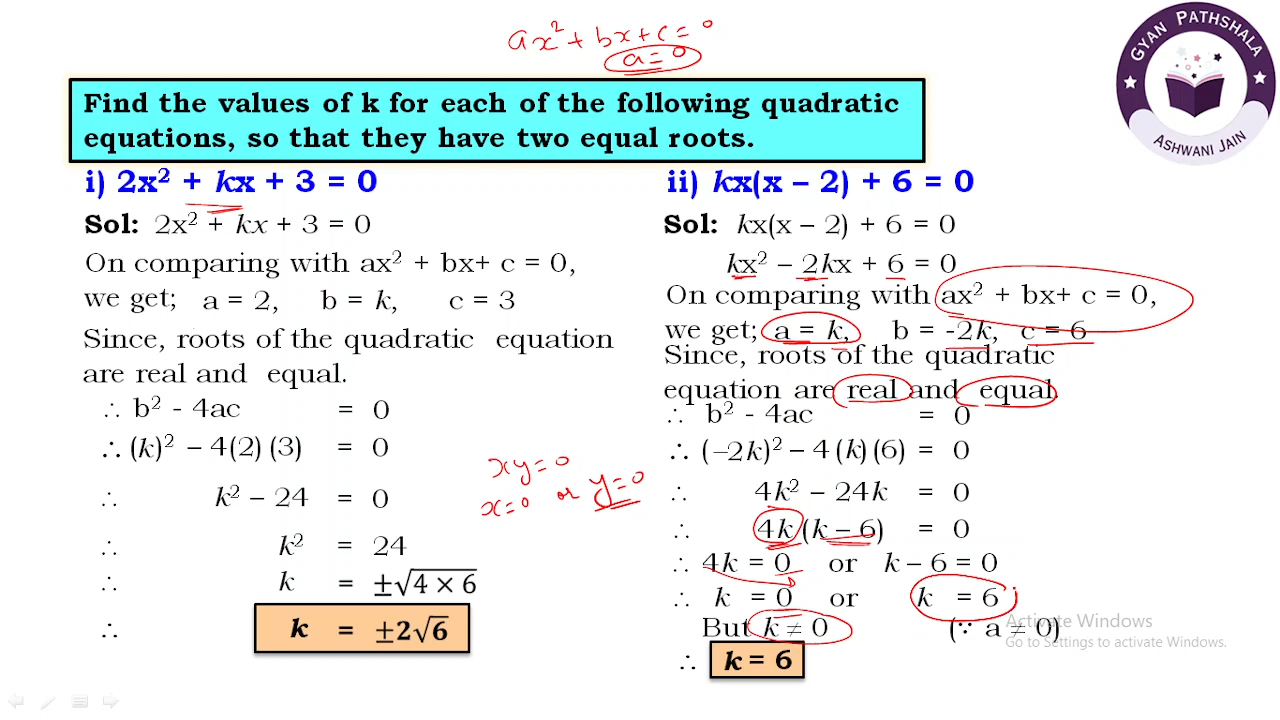 ax² + bx + c = 0
a = 0
GYAN PATHSHALA
ASHWANI JAIN
Find the values of k for each of the following quadratic
equations, so that they have two equal roots.
i) 2x² + kx + 3 = 0
Sol: 2x² + kx + 3 = 0
On comparing with ax² + bx+ c = 0,
we get; a = 2, b = k, c = 3
Since, roots of the quadratic equation
are real and equal.
∴ b² - 4ac = 0
∴ (k)² – 4(2) (3) = 0
∴ k² – 24 = 0
∴ k² = 24
∴ k = ±√(4 × 6)
∴ k = ±2√6
xy = 0
x = 0 or y = 0
ii) kx(x – 2) + 6 = 0
Sol: kx(x – 2) + 6 = 0
kx² – 2kx + 6 = 0
On comparing with ax² + bx+ c = 0,
we get; a = k, b = -2k, c = 6
Since, roots of the quadratic
equation are real and equal.
∴ b² - 4ac = 0
∴ (–2k)² – 4 (k) (6) = 0
∴ 4k² – 24k = 0
∴ 4k (k – 6) = 0
∴ 4k = 0 or k – 6 = 0
∴ k = 0 or k = 6
But k ≠ 0 (∵ a ≠ 0)
∴ k = 6
Activate Windows
Go to Settings to activate Windows.